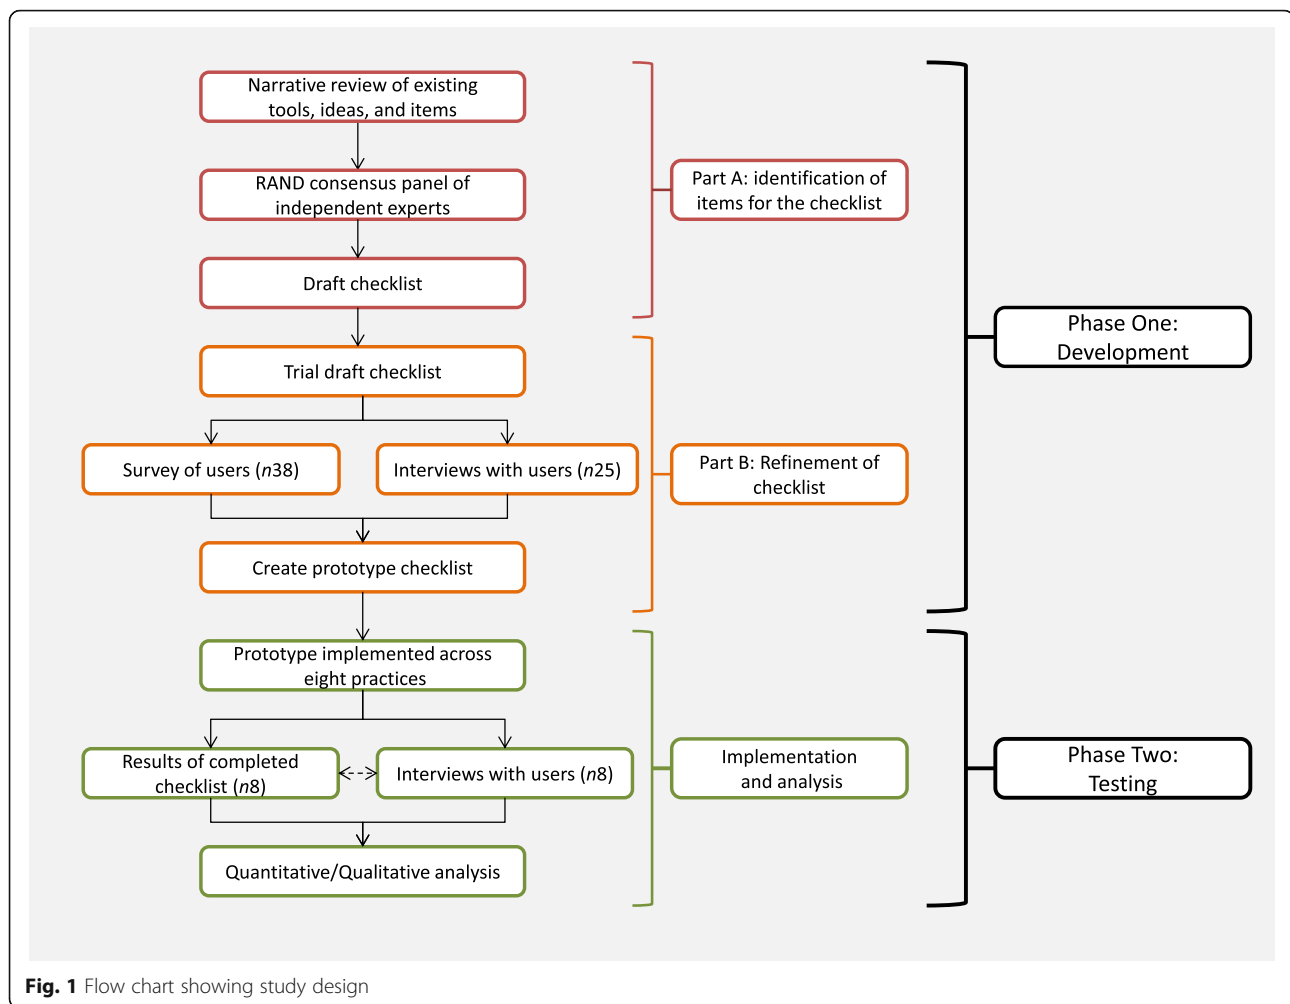 Narrative review of existing
tools, ideas, and items
RAND consensus panel of
independent experts
Draft checklist
Part A: identification of
items for the checklist
Trial draft checklist
Survey of users (n38)
Interviews with users (n25)
Create prototype checklist
Part B: Refinement of
checklist
Phase One:
Development
Prototype implemented across
eight practices
Results of completed
checklist (n8)
Interviews with users (n8)
Quantitative/Qualitative analysis
Implementation
and analysis
Phase Two:
Testing
Fig. 1 Flow chart showing study design